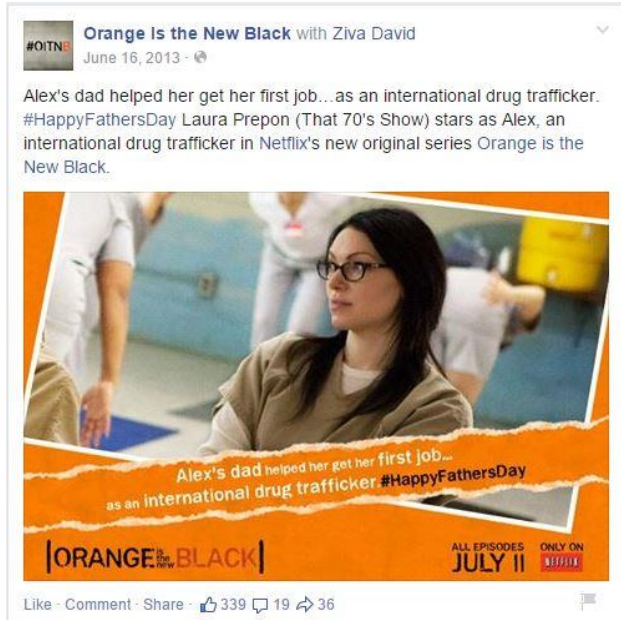 #OITNB
Orange Is the New Black with Ziva David
June 16, 2013
Alex's dad helped her get her first job...as an international drug trafficker.
#HappyFathersDay Laura Prepon (That 70's Show) stars as Alex, an
international drug trafficker in Netflix's new original series Orange is the
New Black.
Alex's dad helped her get her first job...
as an international drug trafficker #HappyFathersDay
ORANGE is the new BLACK
ALL EPISODES
JULY 11
ONLY ON
NETFLIX
Like · Comment · Share · 339 19 36